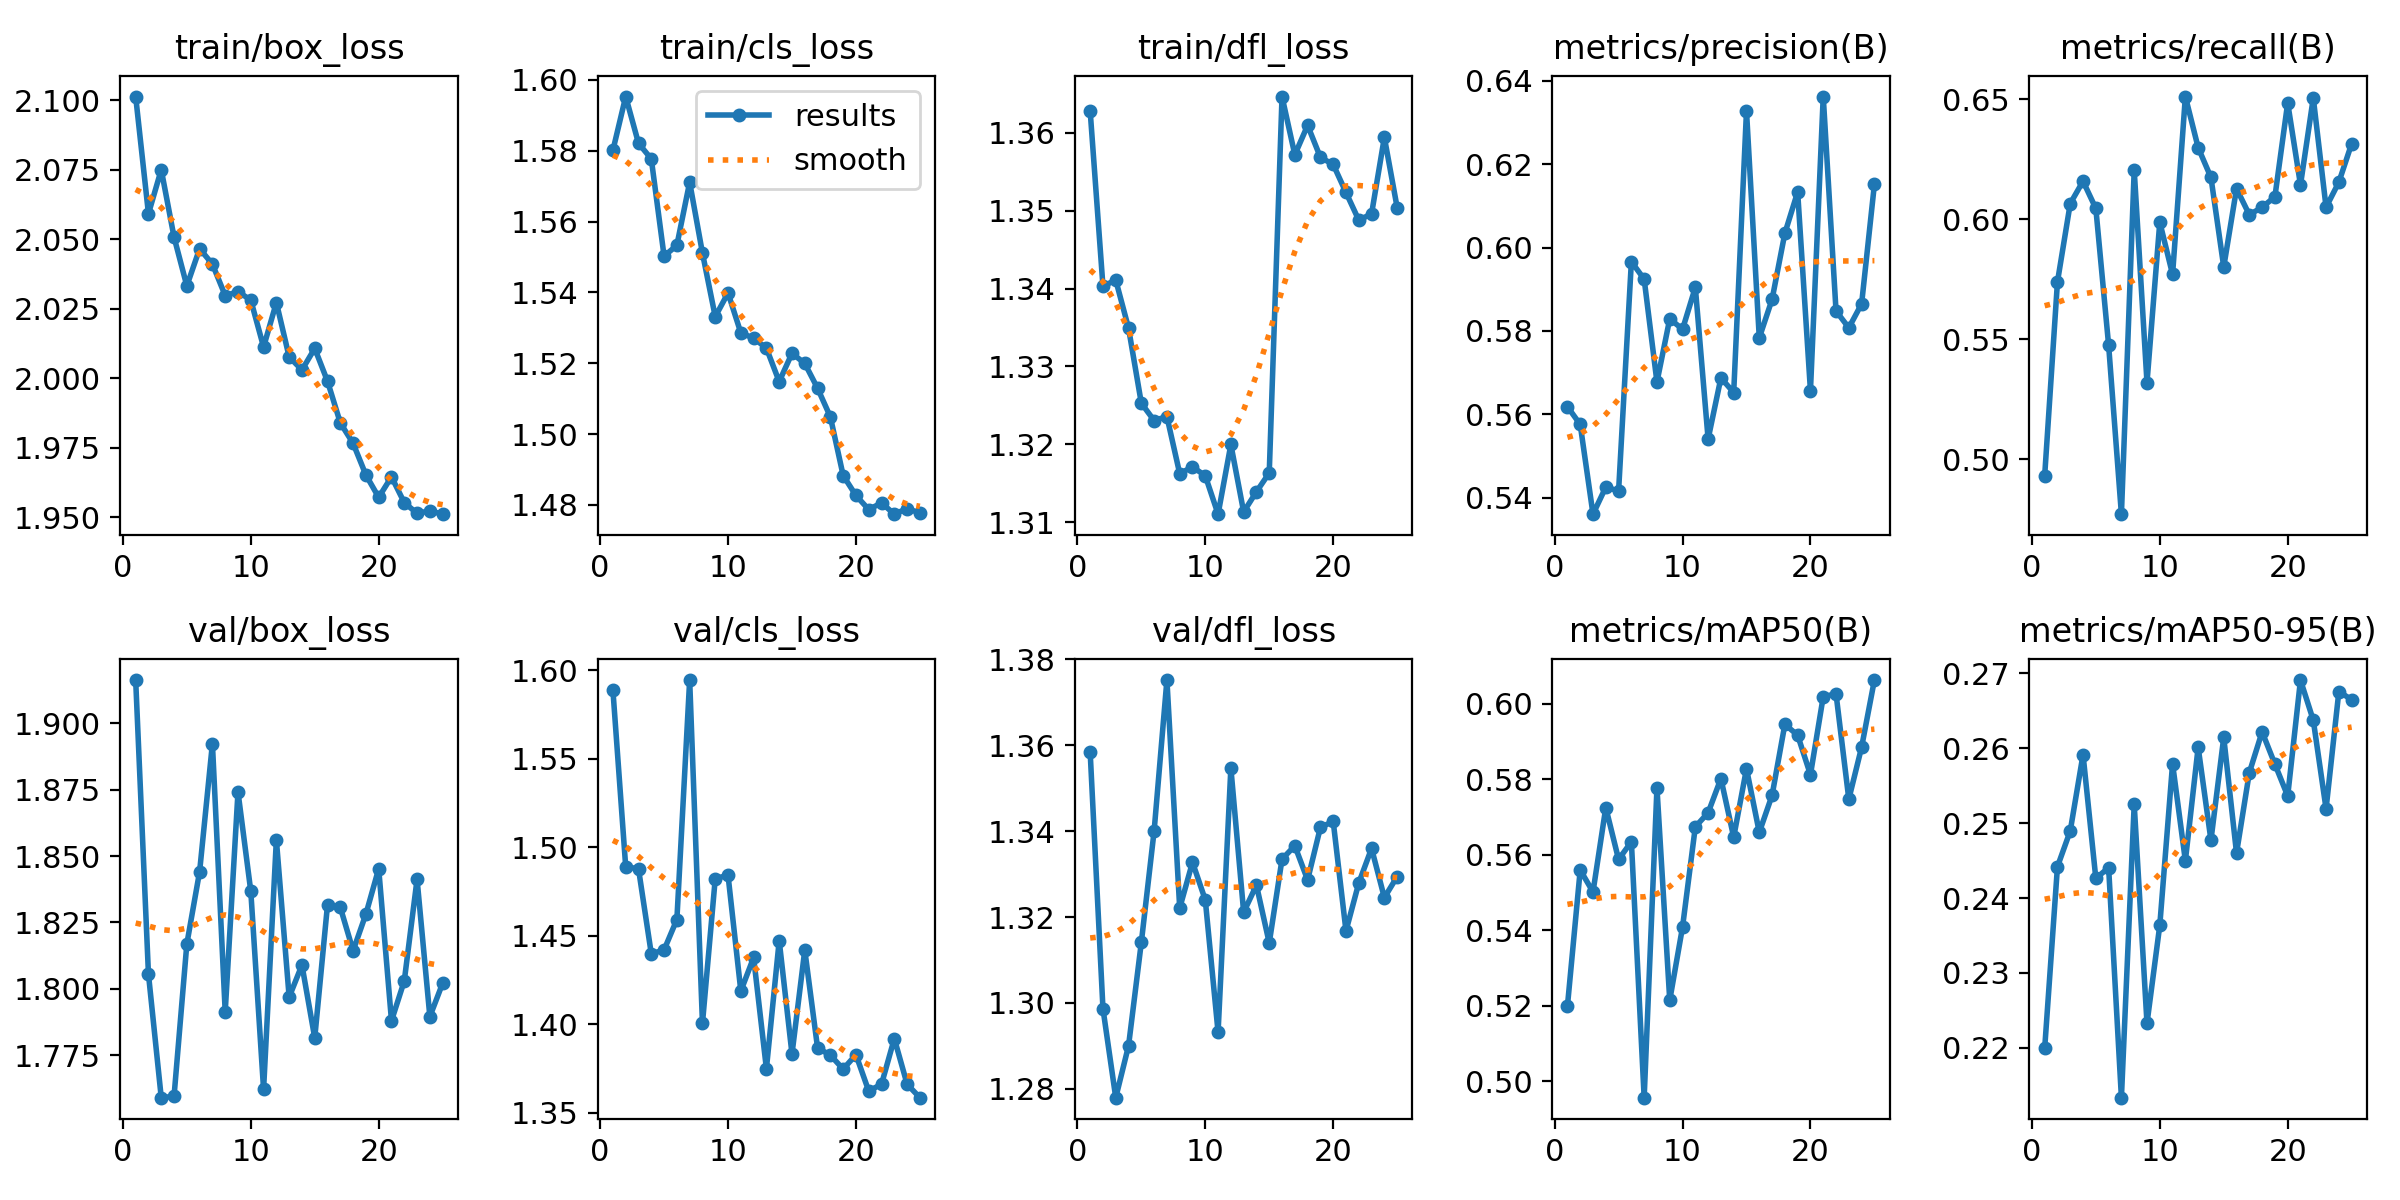 train/box_loss
2.100
2.075
2.050
2.025
2.000
1.975
1.950
0 10 20
train/cls_loss
1.60
1.58
1.56
1.54
1.52
1.50
1.48
results
smooth
0 10 20
train/dfl_loss
1.36
1.35
1.34
1.33
1.32
1.31
0 10 20
metrics/precision(B)
0.64
0.62
0.60
0.58
0.56
0.54
0 10 20
metrics/recall(B)
0.65
0.60
0.55
0.50
0 10 20
val/box_loss
1.900
1.875
1.850
1.825
1.800
1.775
0 10 20
val/cls_loss
1.60
1.55
1.50
1.45
1.40
1.35
0 10 20
val/dfl_loss
1.38
1.36
1.34
1.32
1.30
1.28
0 10 20
metrics/mAP50(B)
0.60
0.58
0.56
0.54
0.52
0.50
0 10 20
metrics/mAP50-95(B)
0.27
0.26
0.25
0.24
0.23
0.22
0 10 20